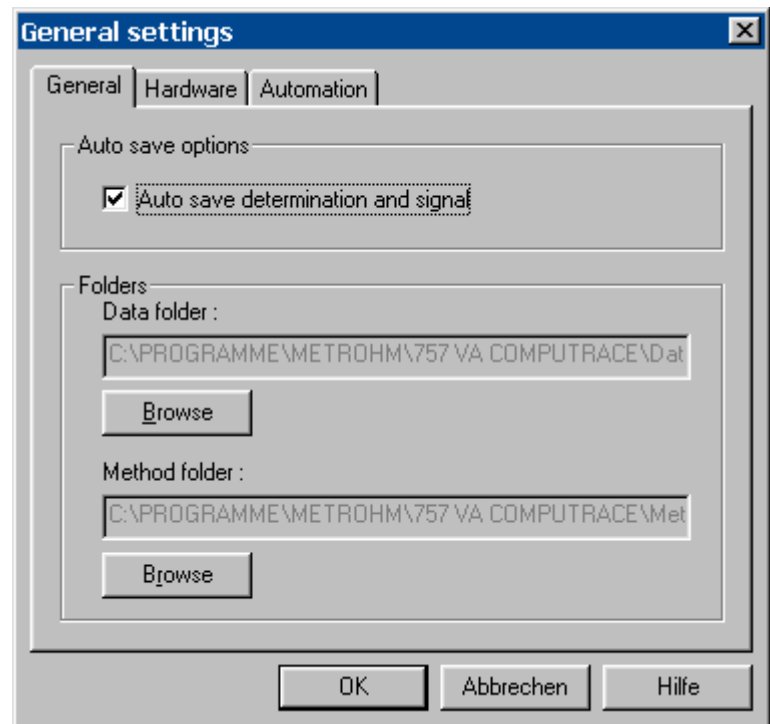 General settings
General Hardware Automation
Auto save options
Auto save determination and signal
Folders
Data folder :
C:\PROGRAMME\METROHM\757 VA COMPUTRACE\Dat
Browse
Method folder :
C:\PROGRAMME\METROHM\757 VA COMPUTRACE\Met
Browse
OK Abbrechen Hilfe